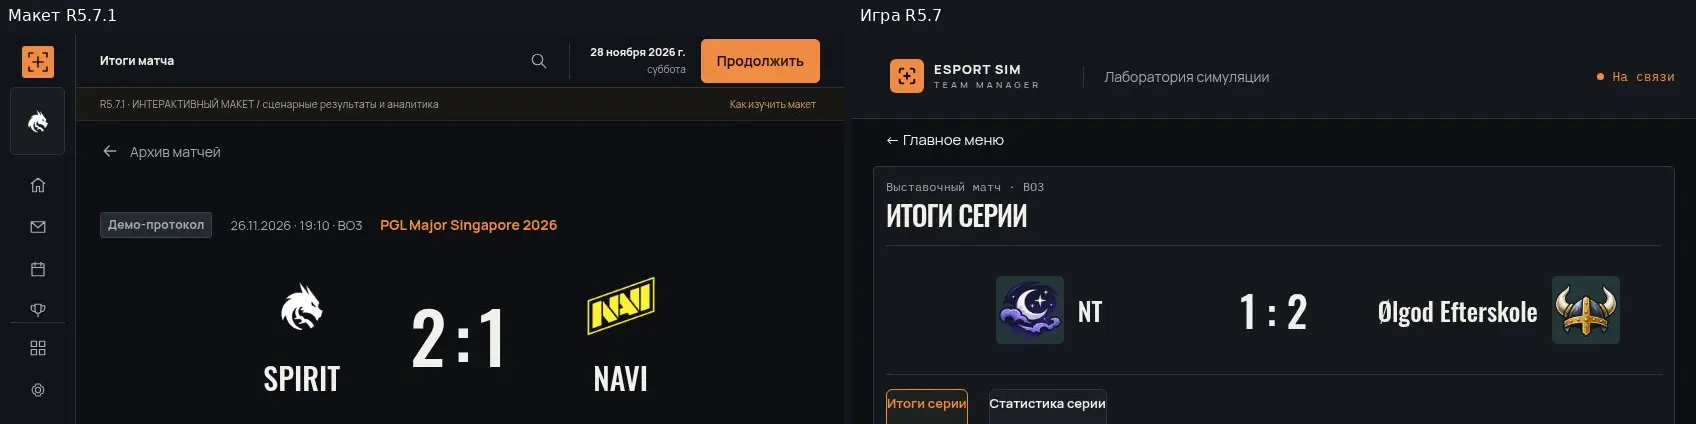 Макет R5.7.1
Итоги матча
28 ноября 2026 г.
суббота
Продолжить
R5.7.1 · ИНТЕРАКТИВНЫЙ МАКЕТ / сценарные результаты и аналитика
Как изучить макет
← Архив матчей
Демо-протокол
26.11.2026 · 19:10 · BO3
PGL Major Singapore 2026
NAVI
2 : 1
SPIRIT
NAVI
Игра R5.7
ESPORT SIM
TEAM MANAGER
Лаборатория симуляции
На связи
← Главное меню
Выставочный матч · BO3
ИТОГИ СЕРИИ
NT
1 : 2
Ølgod Efterskole
Итоги серии
Статистика серии